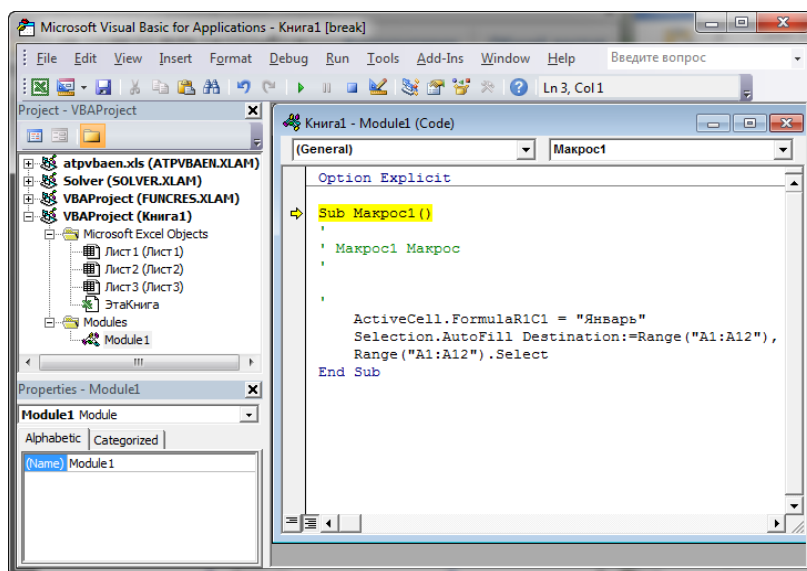 Microsoft Visual Basic for Applications - Книга1 [break]
File Edit View Insert Format Debug Run Tools Add-Ins Window Help Введите вопрос
Ln 3, Col 1
Project - VBAProject
atpvbaen.xls (ATPVBAEN.XLAM)
Solver (SOLVER.XLAM)
VBAProject (FUNCRES.XLAM)
VBAProject (Книга1)
Microsoft Excel Objects
Лист1 (Лист1)
Лист2 (Лист2)
Лист3 (Лист3)
ЭтаКнига
Modules
Module1
Properties - Module1
Module1 Module
Alphabetic Categorized
(Name) Module1
Книга1 - Module1 (Code)
(General) Макрос1
Option Explicit
Sub Макрос1()
'
' Макрос1 Макрос
'
'
ActiveCell.FormulaR1C1 = "Январь"
Selection.AutoFill Destination:=Range("A1:A12"),
Range("A1:A12").Select
End Sub